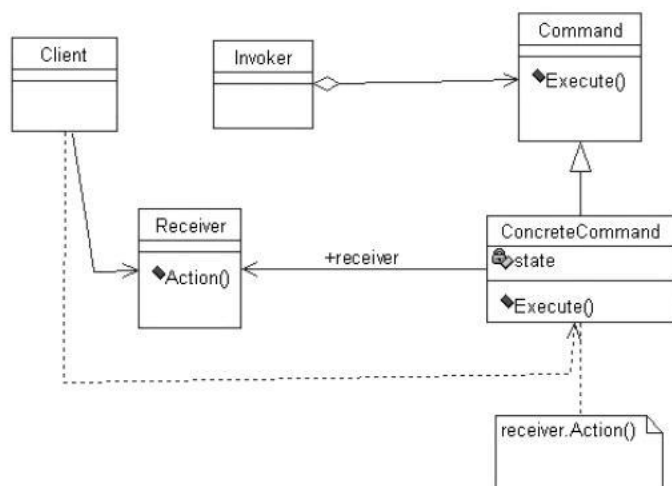 Client
Invoker
Command
Execute()
Receiver
Action()
+receiver
ConcreteCommand
state
Execute()
receiver.Action()